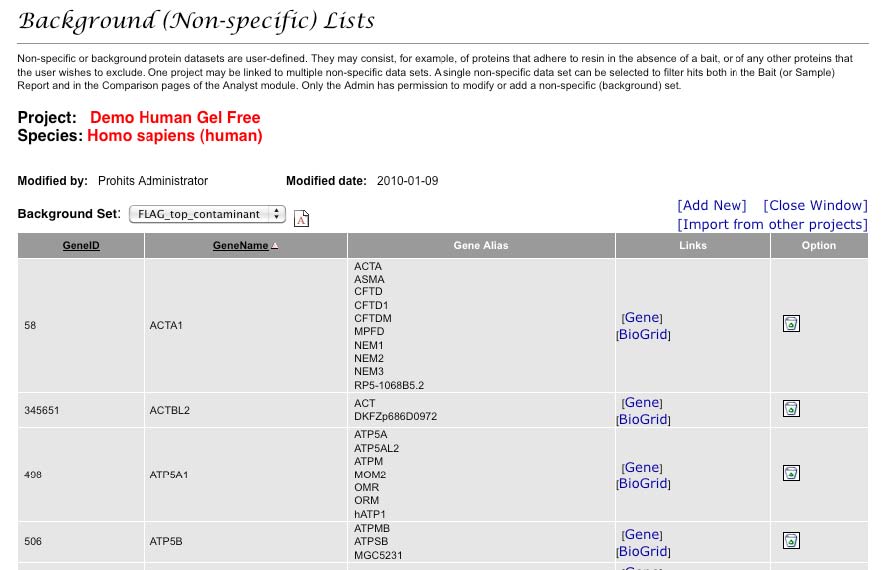 Background (Non-specific) Lists
Non-specific or background protein datasets are user-defined. They may consist, for example, of proteins that adhere to resin in the absence of a bait, or of any other proteins that
the user wishes to exclude. One project may be linked to multiple non-specific data sets. A single non-specific data set can be selected to filter hits both in the Bait (or Sample)
Report and in the Comparison pages of the Analyst module. Only the Admin has permission to modify or add a non-specific (background) set.
Project: Demo Human Gel Free
Species: Homo sapiens (human)
Modified by: Prohits Administrator Modified date: 2010-01-09
[Add New] [Close Window]
Background Set: FLAG_top_contaminant
[Import from other projects]
GeneID GeneName Gene Alias Links Option
58 ACTA1
ACTA
ASMA
CFTD
CFTD1
CFTDM
MPFD
NEM1
NEM2
NEM3
RP5-1068B5.2
[Gene]
[BioGrid]
345651 ACTBL2
ACT
DKFZp686D0972
[Gene]
[BioGrid]
498 ATP5A1
ATP5A
ATP5AL2
ATPM
MOM2
OMR
ORM
hATP1
[Gene]
[BioGrid]
506 ATP5B
ATPMB
ATPSB
MGC5231
[Gene]
[BioGrid]